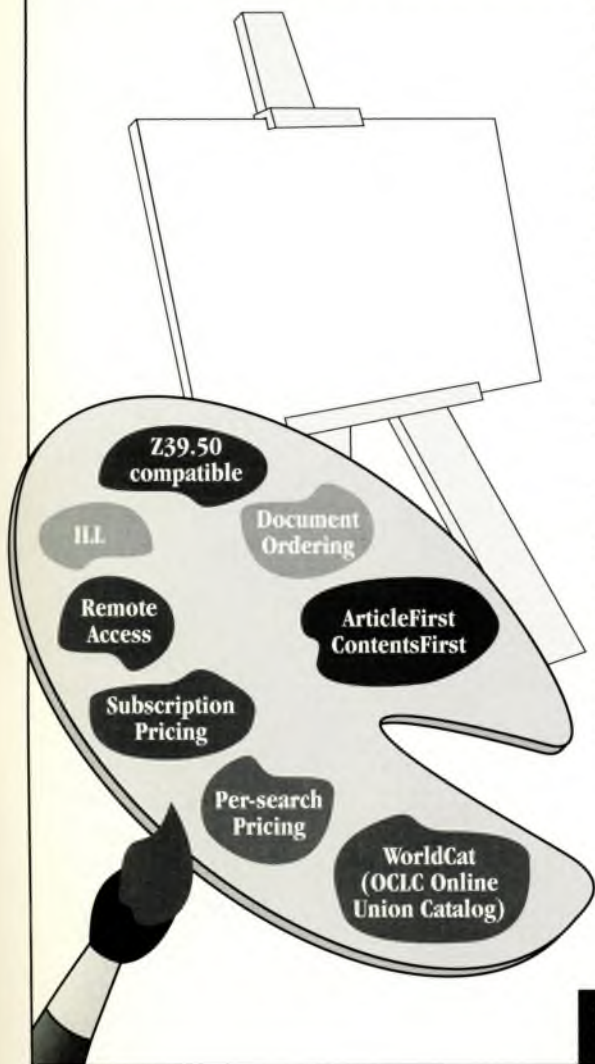 Z39.50
compatible
ILL
Document
Ordering
Remote
Access
ArticleFirst
ContentsFirst
Subscription
Pricing
Per-search
Pricing
WorldCat
(OCLC Online
Union Catalog)